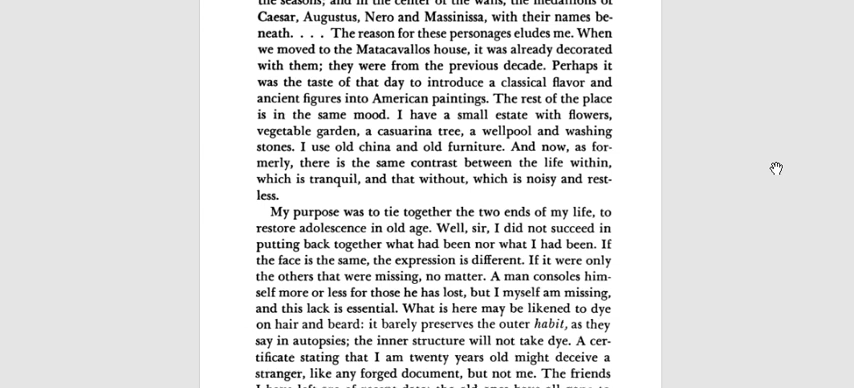 the seasons; and in the center of the walls, the medallions of
Caesar, Augustus, Nero and Massinissa, with their names be-
neath. . . . The reason for these personages eludes me. When
we moved to the Matacavallos house, it was already decorated
with them; they were from the previous decade. Perhaps it
was the taste of that day to introduce a classical flavor and
ancient figures into American paintings. The rest of the place
is in the same mood. I have a small estate with flowers,
vegetable garden, a casuarina tree, a wellpool and washing
stones. I use old china and old furniture. And now, as for-
merly, there is the same contrast between the life within,
which is tranquil, and that without, which is noisy and rest-
less.
My purpose was to tie together the two ends of my life, to
restore adolescence in old age. Well, sir, I did not succeed in
putting back together what had been nor what I had been. If
the face is the same, the expression is different. If it were only
the others that were missing, no matter. A man consoles him-
self more or less for those he has lost, but I myself am missing,
and this lack is essential. What is here may be likened to dye
on hair and beard: it barely preserves the outer habit, as they
say in autopsies; the inner structure will not take dye. A cer-
tificate stating that I am twenty years old might deceive a
stranger, like any forged document, but not me. The friends